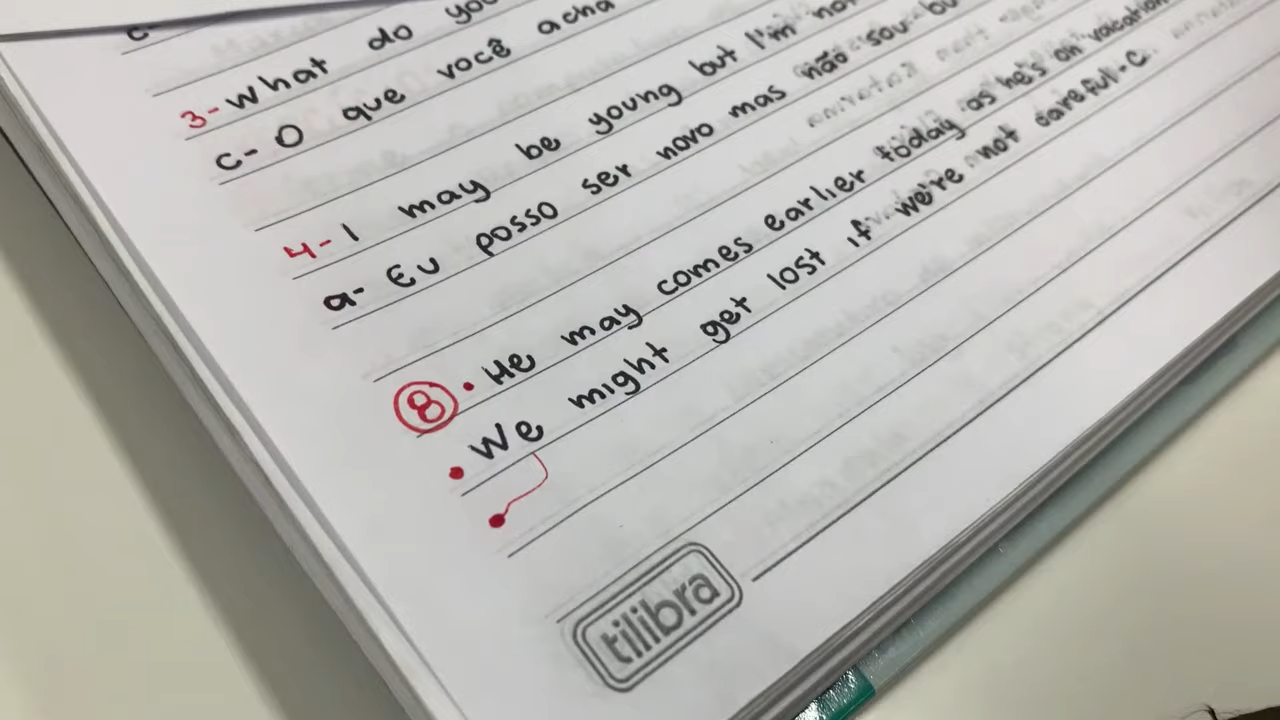 3- What do you
c- O que você acha
4- I may be young but I'm not
a- Eu posso ser novo mas não sou bu
8 • He may comes earlier today as he's on vacation
• We might get lost if we're not careful - C.
•
tilibra